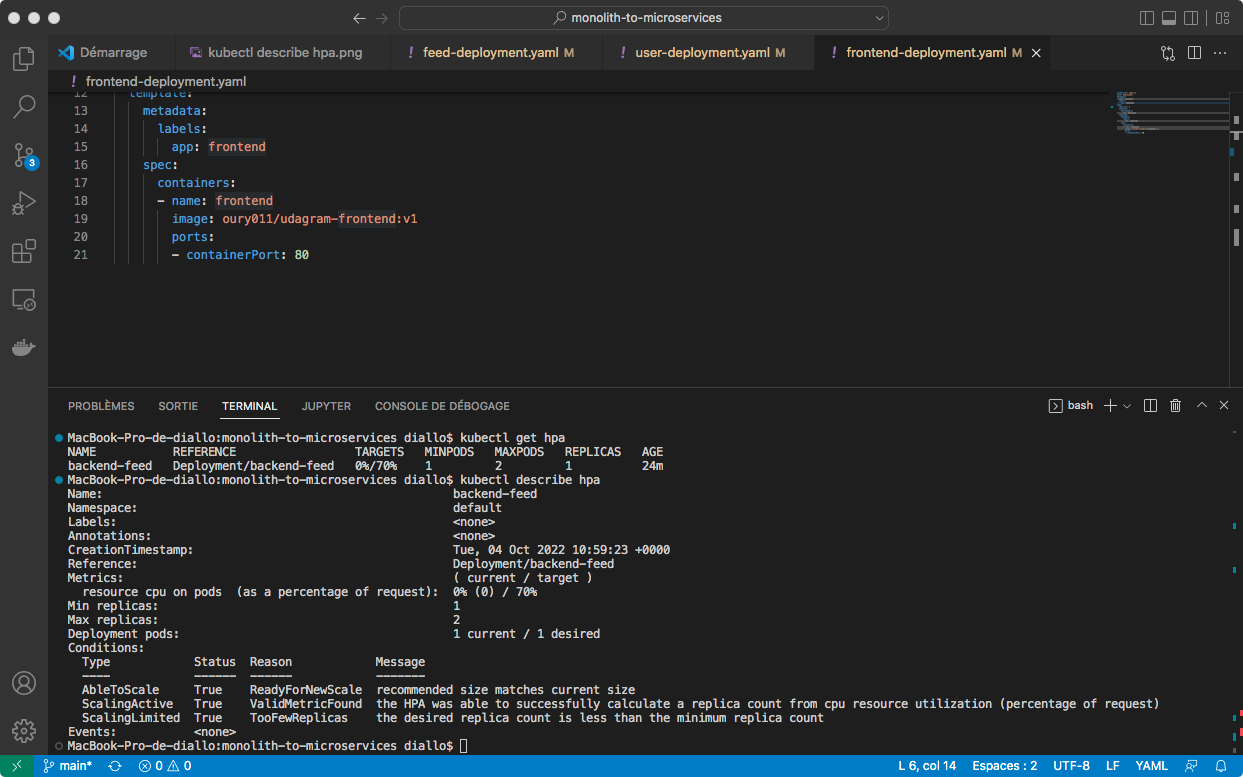 monolith-to-microservices
Démarrage
kubectl describe hpa.png
! feed-deployment.yaml M
! user-deployment.yaml M
! frontend-deployment.yaml M
! frontend-deployment.yaml
12 template:
13 metadata:
14 labels:
15 app: frontend
16 spec:
17 containers:
18 - name: frontend
19 image: oury011/udagram-frontend:v1
20 ports:
21 - containerPort: 80
3
PROBLÈMES SORTIE TERMINAL JUPYTER CONSOLE DE DÉBOGAGE bash
MacBook-Pro-de-diallo:monolith-to-microservices diallo$ kubectl get hpa
NAME REFERENCE TARGETS MINPODS MAXPODS REPLICAS AGE
backend-feed Deployment/backend-feed 0%/70% 1 2 1 24m
MacBook-Pro-de-diallo:monolith-to-microservices diallo$ kubectl describe hpa
Name: backend-feed
Namespace: default
Labels: <none>
Annotations: <none>
CreationTimestamp: Tue, 04 Oct 2022 10:59:23 +0000
Reference: Deployment/backend-feed
Metrics: ( current / target )
resource cpu on pods (as a percentage of request): 0% (0) / 70%
Min replicas: 1
Max replicas: 2
Deployment pods: 1 current / 1 desired
Conditions:
Type Status Reason Message
---- ------ ------ -------
AbleToScale True ReadyForNewScale recommended size matches current size
ScalingActive True ValidMetricFound the HPA was able to successfully calculate a replica count from cpu resource utilization (percentage of request)
ScalingLimited True TooFewReplicas the desired replica count is less than the minimum replica count
Events: <none>
MacBook-Pro-de-diallo:monolith-to-microservices diallo$
main* 0 0 L 6, col 14 Espaces : 2 UTF-8 LF YAML